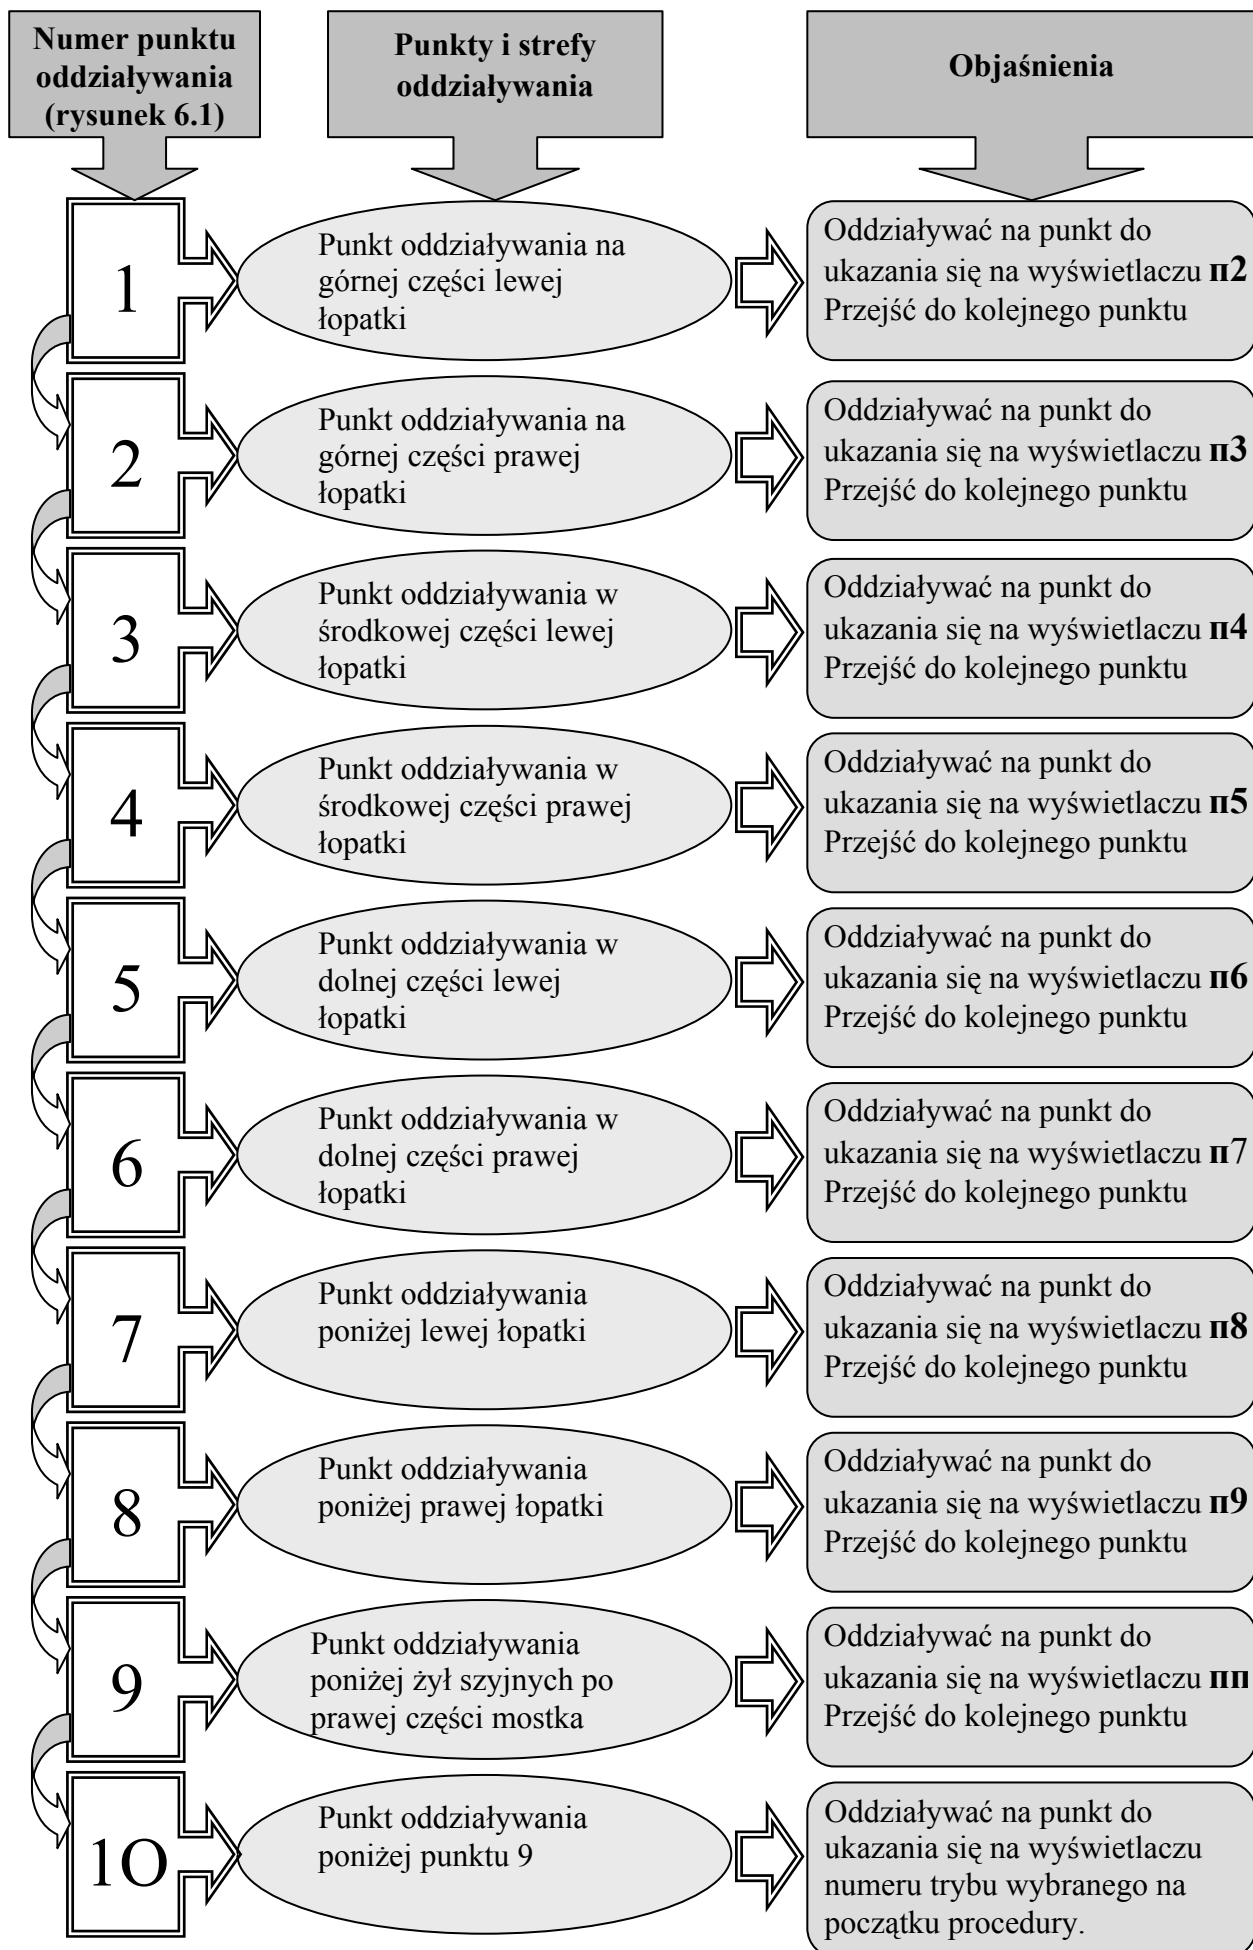 Numer punktu
oddziaływania
(rysunek 6.1)
Punkty i strefy
oddziaływania
Objaśnienia
1
Punkt oddziaływania na
górnej części lewej
łopatki
Oddziaływać na punkt do
ukazania się na wyświetlaczu п2
Przejść do kolejnego punktu
2
Punkt oddziaływania na
górnej części prawej
łopatki
Oddziaływać na punkt do
ukazania się na wyświetlaczu п3
Przejść do kolejnego punktu
3
Punkt oddziaływania w
środkowej części lewej
łopatki
Oddziaływać na punkt do
ukazania się na wyświetlaczu п4
Przejść do kolejnego punktu
4
Punkt oddziaływania w
środkowej części prawej
łopatki
Oddziaływać na punkt do
ukazania się na wyświetlaczu п5
Przejść do kolejnego punktu
5
Punkt oddziaływania w
dolnej części lewej
łopatki
Oddziaływać na punkt do
ukazania się na wyświetlaczu п6
Przejść do kolejnego punktu
6
Punkt oddziaływania w
dolnej części prawej
łopatki
Oddziaływać na punkt do
ukazania się na wyświetlaczu п7
Przejść do kolejnego punktu
7
Punkt oddziaływania
poniżej lewej łopatki
Oddziaływać na punkt do
ukazania się na wyświetlaczu п8
Przejść do kolejnego punktu
8
Punkt oddziaływania
poniżej prawej łopatki
Oddziaływać na punkt do
ukazania się na wyświetlaczu п9
Przejść do kolejnego punktu
9
Punkt oddziaływania
poniżej żył szyjnych po
prawej części mostka
Oddziaływać na punkt do
ukazania się na wyświetlaczu пп
Przejść do kolejnego punktu
1O
Punkt oddziaływania
poniżej punktu 9
Oddziaływać na punkt do
ukazania się na wyświetlaczu
numeru trybu wybranego na
początku procedury.